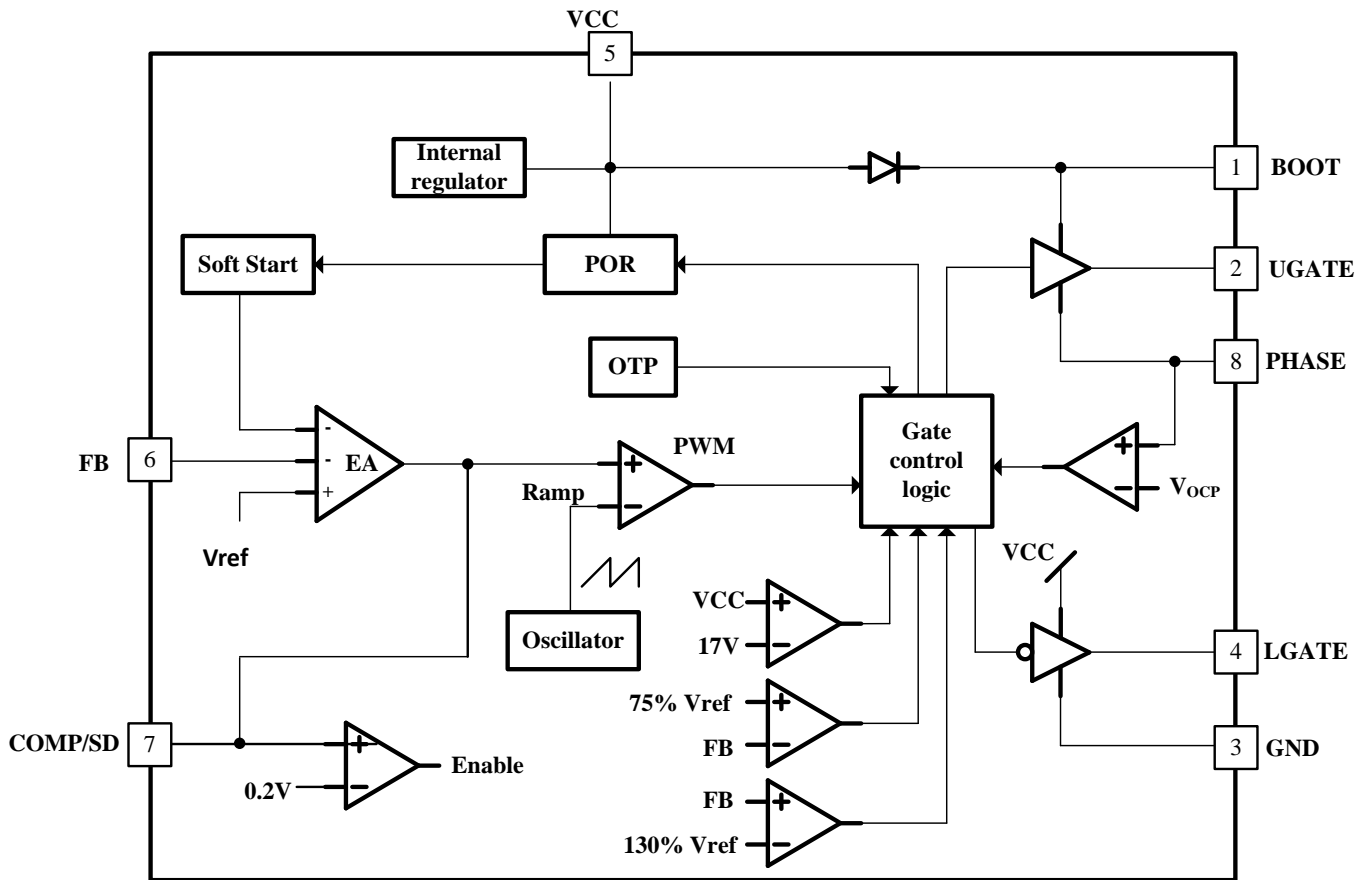 VCC
5
Internal
regulator
1
BOOT
Soft Start
POR
2
UGATE
OTP
8
PHASE
Gate
control
logic
PWM
+
-
V_OCP
FB
6
-
-
+
EA
Vref
Ramp
+
-
Oscillator
VCC
VCC
+
17V
-
4
LGATE
75% Vref
+
FB
-
3
GND
COMP/SD
7
+
0.2V
-
Enable
FB
+
130% Vref
-